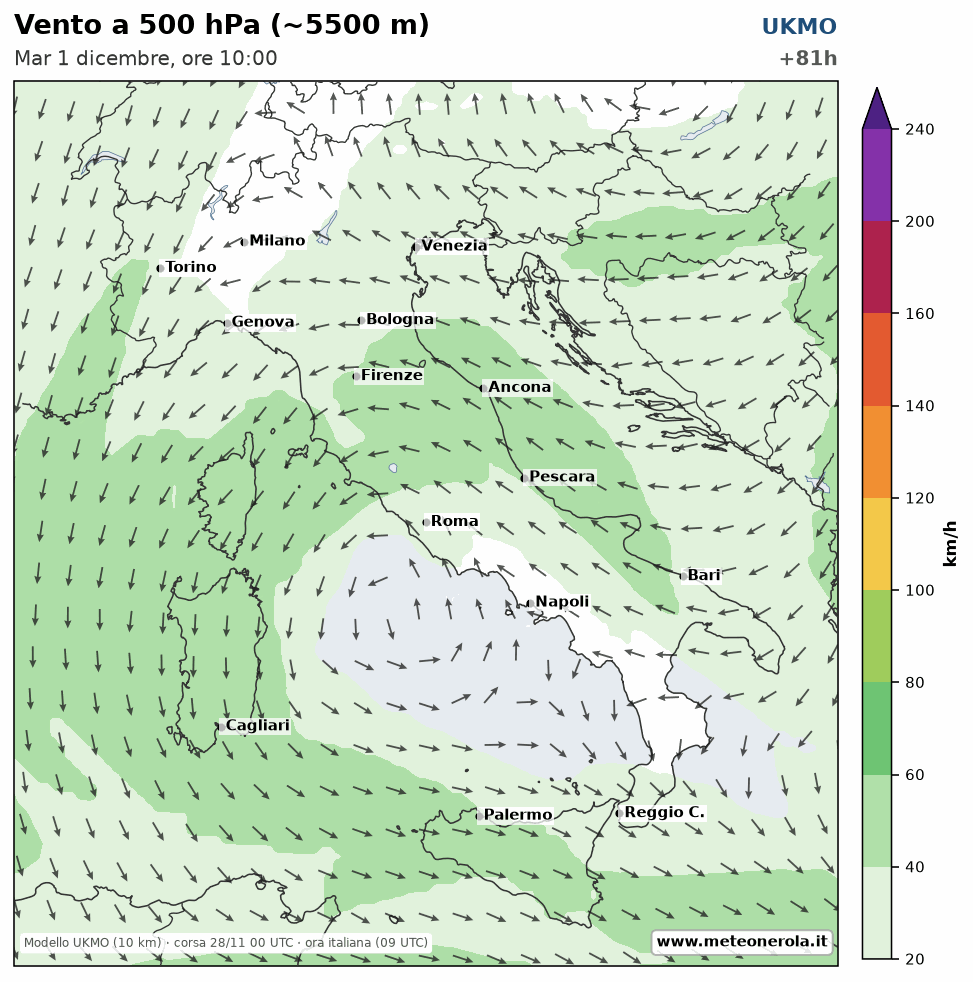 Vento a 500 hPa (~5500 m)
UKMO
Mar 1 dicembre, ore 10:00
+81h
Milano
Venezia
Torino
Genova
Bologna
Firenze
Ancona
Pescara
Roma
Bari
Napoli
Cagliari
Palermo
Reggio C.
240
200
160
140
120
100
80
60
40
20
km/h
Modello UKMO (10 km) · corsa 28/11 00 UTC · ora italiana (09 UTC)
www.meteonerola.it